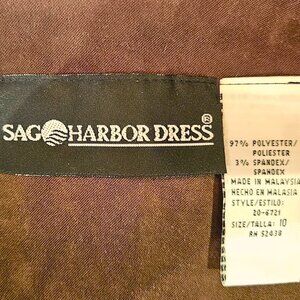 SAG HARBOR DRESS®
97% POLYESTER/
POLIESTER
3% SPANDEX/
SPANDEX
MADE IN MALAYSIA
HECHO EN MALASIA
STYLE/ESTILO:
20-6721
SIZE/TALLA: 10
RN 52438